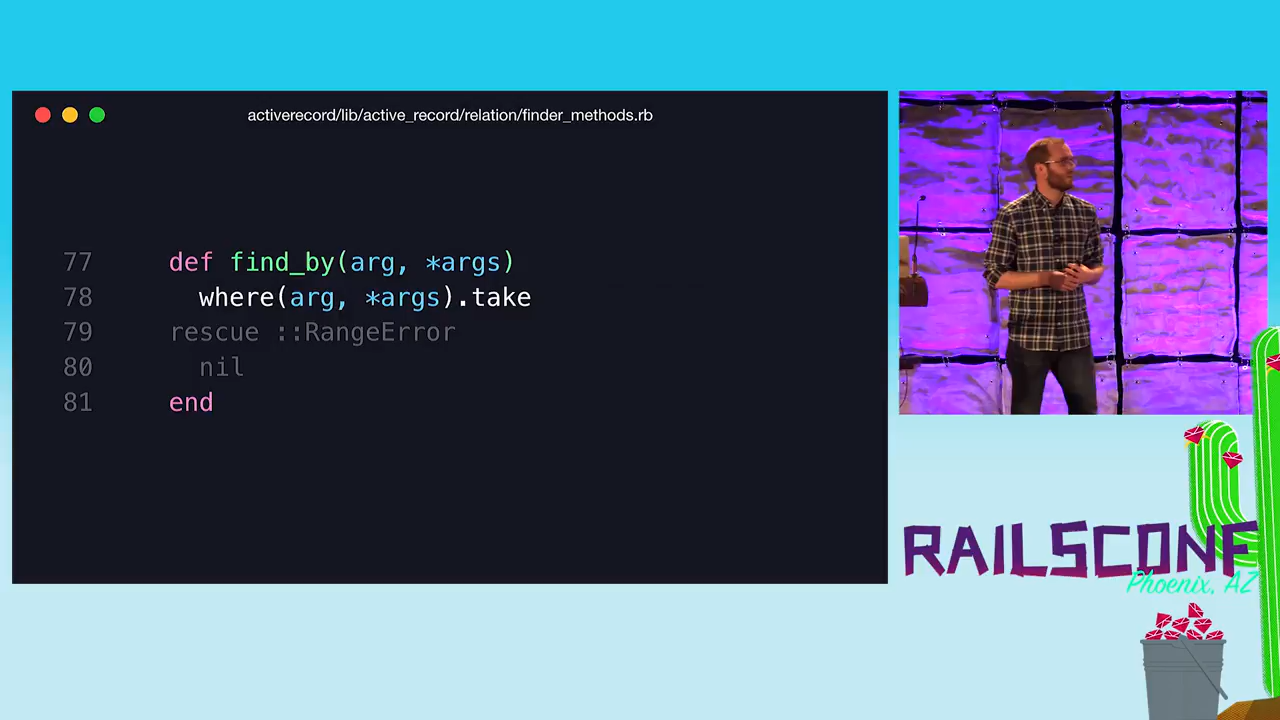 activerecord/lib/active_record/relation/finder_methods.rb
77 def find_by(arg, *args)
78 where(arg, *args).take
79 rescue ::RangeError
80 nil
81 end
RAILSCONF
Phoenix, AZ